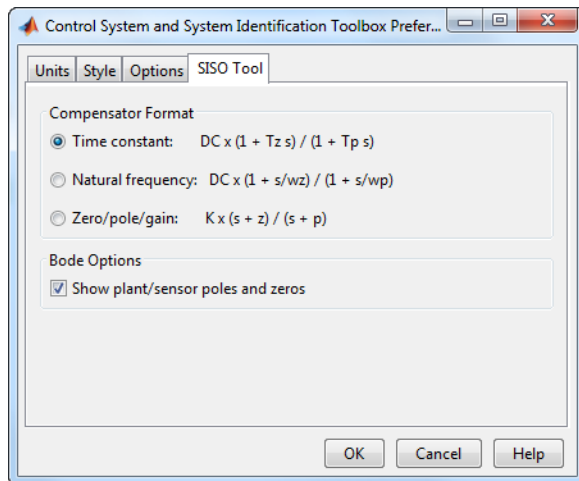 Control System and System Identification Toolbox Prefer...
Units Style Options SISO Tool
Compensator Format
Time constant: DC x (1 + Tz s) / (1 + Tp s)
Natural frequency: DC x (1 + s/wz) / (1 + s/wp)
Zero/pole/gain: K x (s + z) / (s + p)
Bode Options
Show plant/sensor poles and zeros
OK Cancel Help